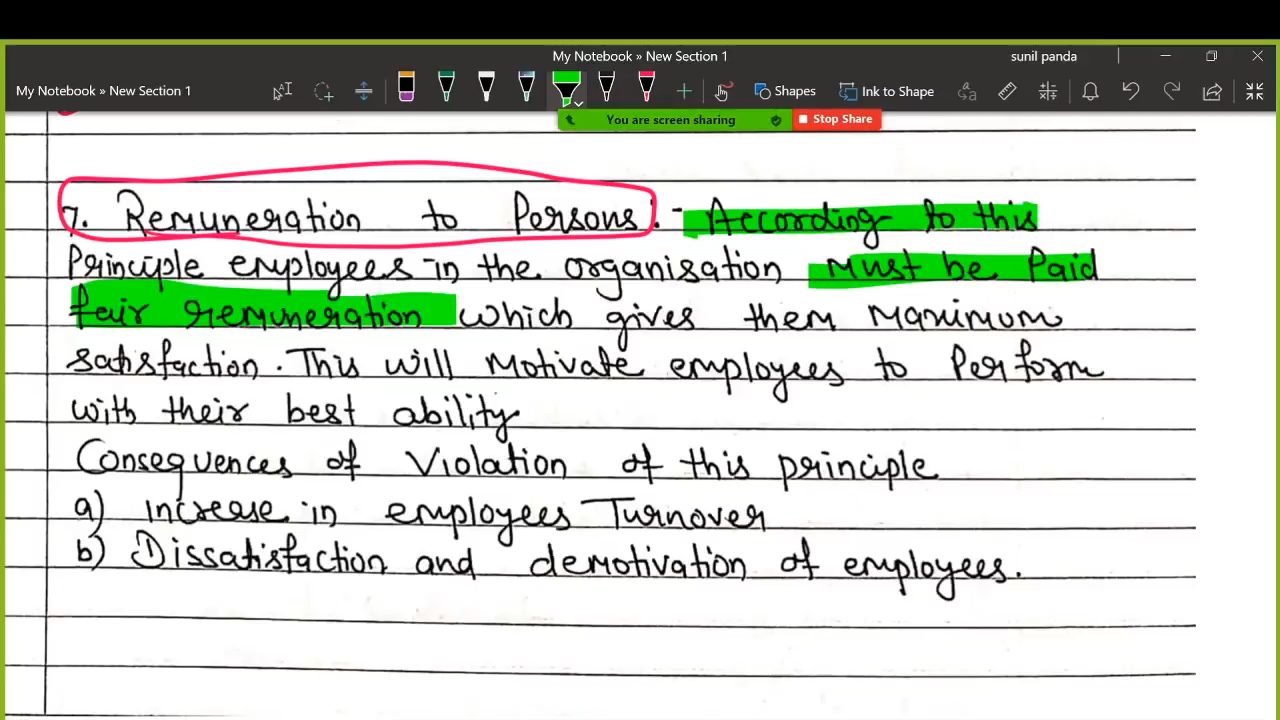 My Notebook » New Section 1
sunil panda
My Notebook » New Section 1
Shapes
Ink to Shape
You are screen sharing
Stop Share
7. Remuneration to Persons :- According to this
Principle employees in the organisation must be Paid
fair remuneration which gives them maximum
satisfaction. This will motivate employees to Perform
with their best ability
Consequences of Violation of this principle
a) increase in employees Turnover
b) Dissatisfaction and demotivation of employees.